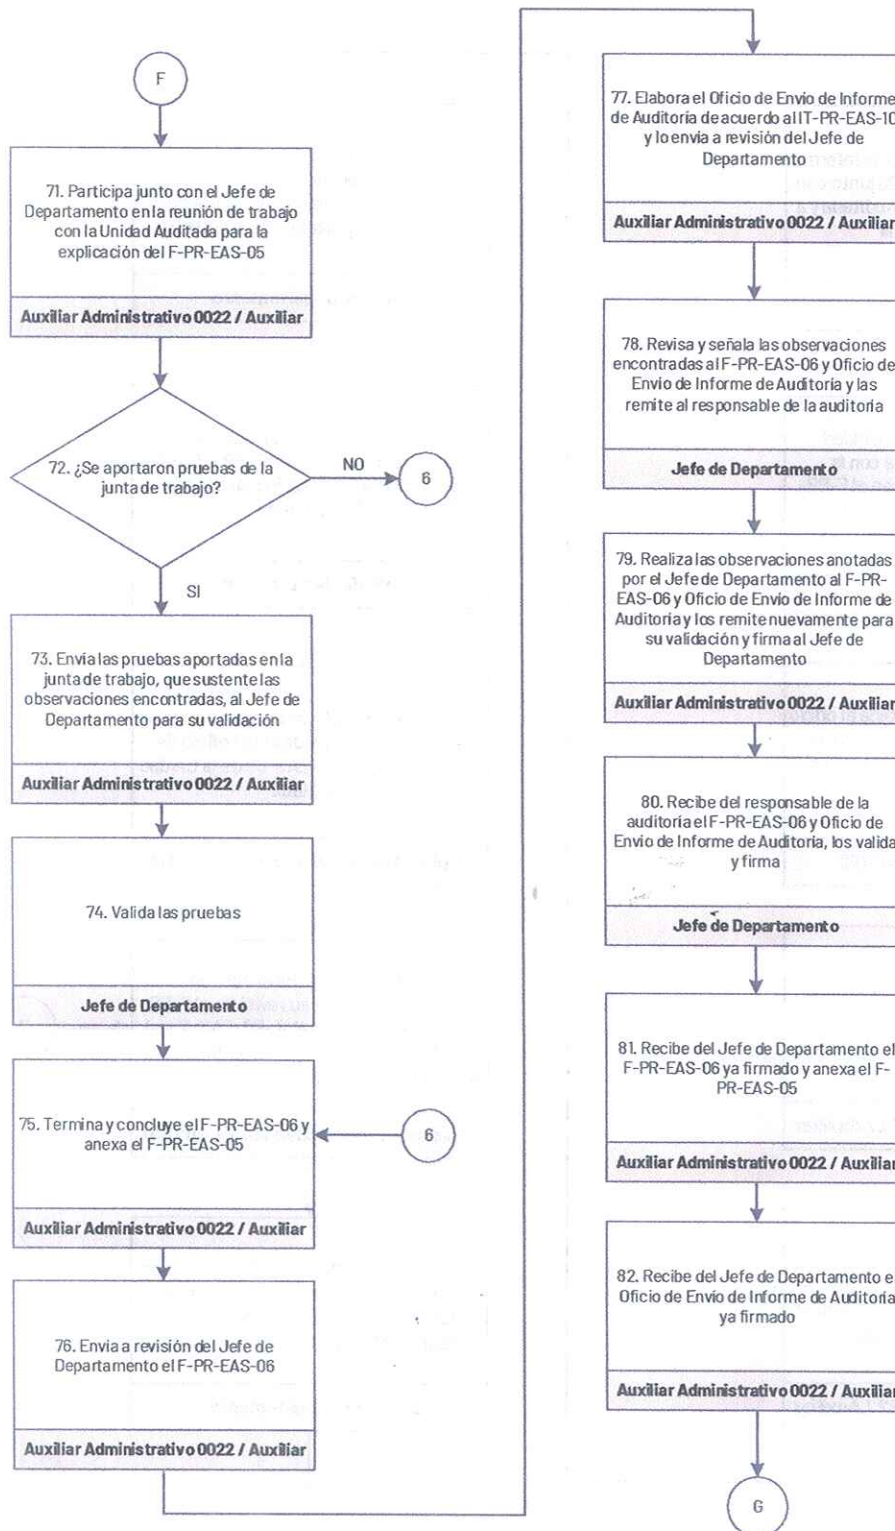 F
71. Participa junto con el Jefe de
Departamento en la reunión de trabajo
con la Unidad Auditada para la
explicación del F-PR-EAS-05
Auxiliar Administrativo 0022 / Auxiliar
72. ¿Se aportaron pruebas de la
junta de trabajo?
NO
6
SI
73. Envía las pruebas aportadas en la
junta de trabajo, que sustente las
observaciones encontradas, al Jefe de
Departamento para su validación
Auxiliar Administrativo 0022 / Auxiliar
74. Valida las pruebas
Jefe de Departamento
75. Termina y concluye el F-PR-EAS-06 y
anexa el F-PR-EAS-05
6
Auxiliar Administrativo 0022 / Auxiliar
76. Envia a revisión del Jefe de
Departamento el F-PR-EAS-06
Auxiliar Administrativo 0022 / Auxiliar
77. Elabora el Oficio de Envio de Informe
de Auditoria de acuerdo al IT-PR-EAS-10
y lo envia a revisión del Jefe de
Departamento
Auxiliar Administrativo 0022 / Auxiliar
78. Revisa y señala las observaciones
encontradas al F-PR-EAS-06 y Oficio de
Envio de Informe de Auditoría y las
remite al responsable de la auditoría
Jefe de Departamento
79. Realiza las observaciones anotadas
por el Jefe de Departamento al F-PR-
EAS-06 y Oficio de Envío de Informe de
Auditoría y los remite nuevamente para
su validación y firma al Jefe de
Departamento
Auxiliar Administrativo 0022 / Auxiliar
80. Recibe del responsable de la
auditoría el F-PR-EAS-06 y Oficio de
Envio de Informe de Auditoria, los valida
y firma
Jefe de Departamento
81. Recibe del Jefe de Departamento el
F-PR-EAS-06 ya firmado y anexa el F-
PR-EAS-05
Auxiliar Administrativo 0022 / Auxiliar
82. Recibe del Jefe de Departamento e
Oficio de Envío de Informe de Auditoría
ya firmado
Auxiliar Administrativo 0022 / Auxiliar
G